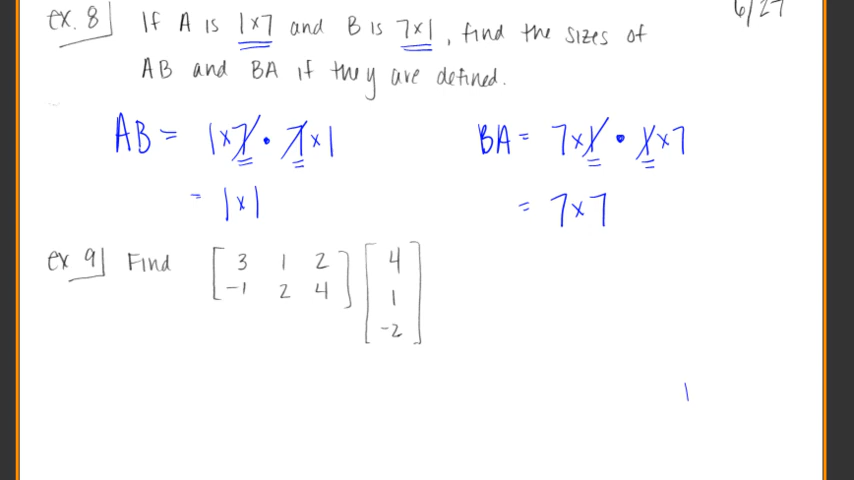 6/27
ex. 8 If A is 1×7 and B is 7×1, find the sizes of
AB and BA if they are defined.
AB = 1×7 • 7×1
= 1×1
BA = 7×1 • 1×7
= 7×7
ex 9 Find [3 1 2 [4
-1 2 4] 1
-2]